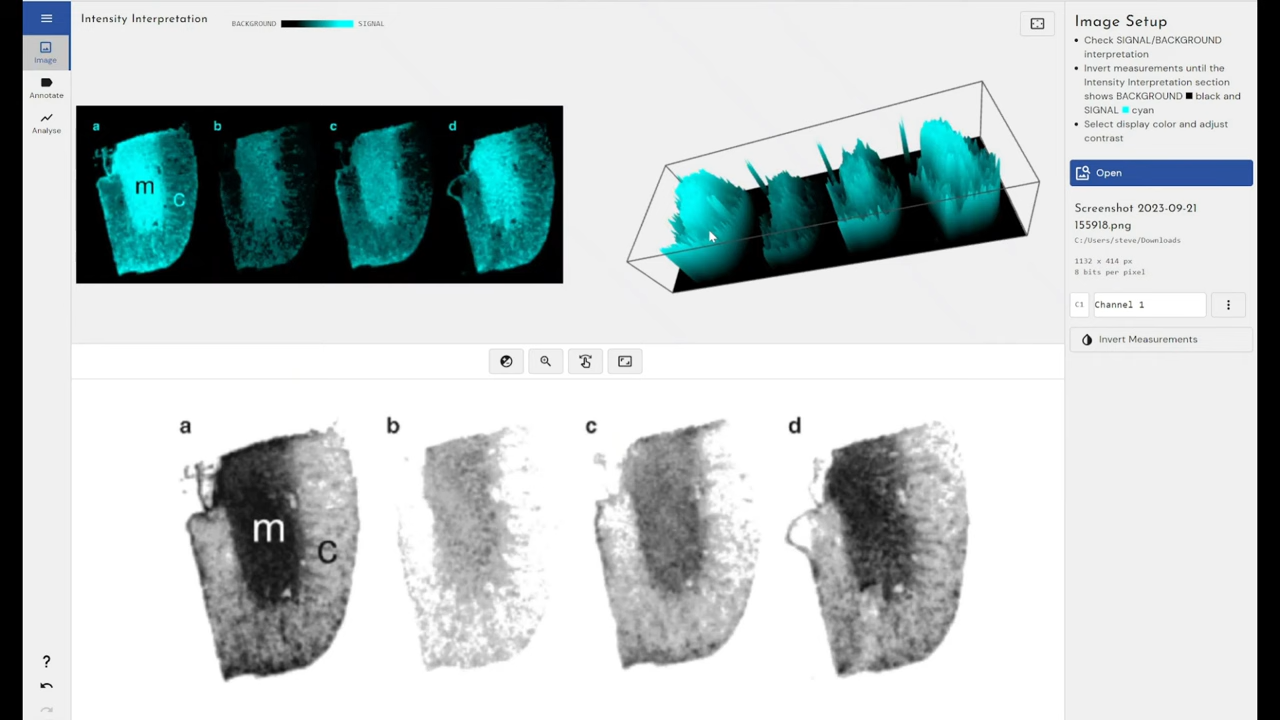 Intensity Interpretation
BACKGROUND
SIGNAL
Image
Annotate
Analyse
?
a
b
c
d
m
c
a
b
c
d
m
C
Image Setup
Check SIGNAL/BACKGROUND
interpretation
Invert measurements until the
Intensity Interpretation section
shows BACKGROUND black and
SIGNAL cyan
Select display color and adjust
contrast
Open
Screenshot 2023-09-21
155918.png
C:/Users/steve/Downloads
1132 x 414 px
8 bits per pixel
C1
Channel 1
Invert Measurements